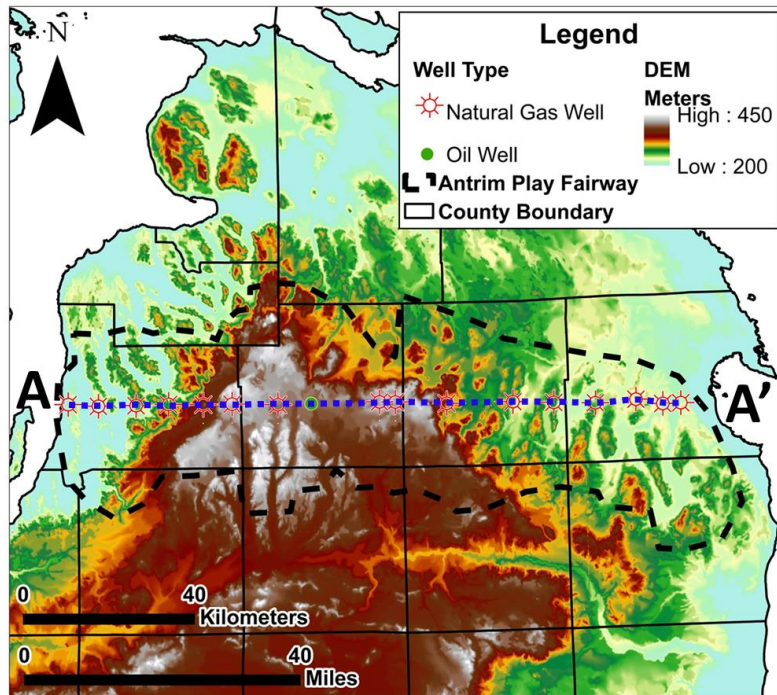 N
Legend
Well Type
DEM
Meters
Natural Gas Well
High : 450
Oil Well
Low : 200
Antrim Play Fairway
County Boundary
A
A'
0
40
Kilometers
0
40
Miles